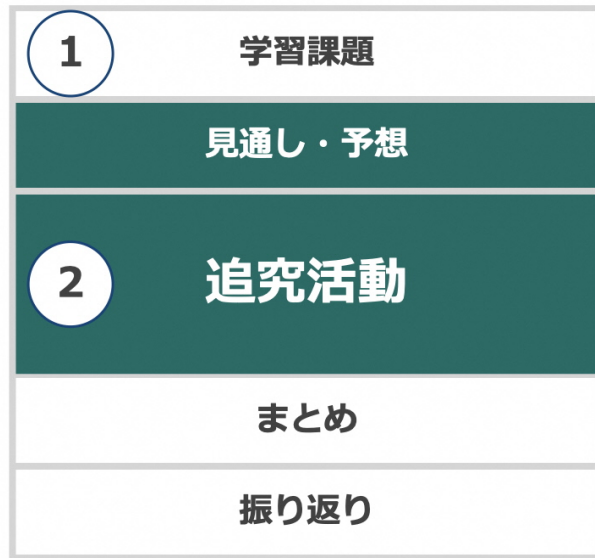 1 学習課題
見通し・予想
2 追究活動
まとめ
振り返り